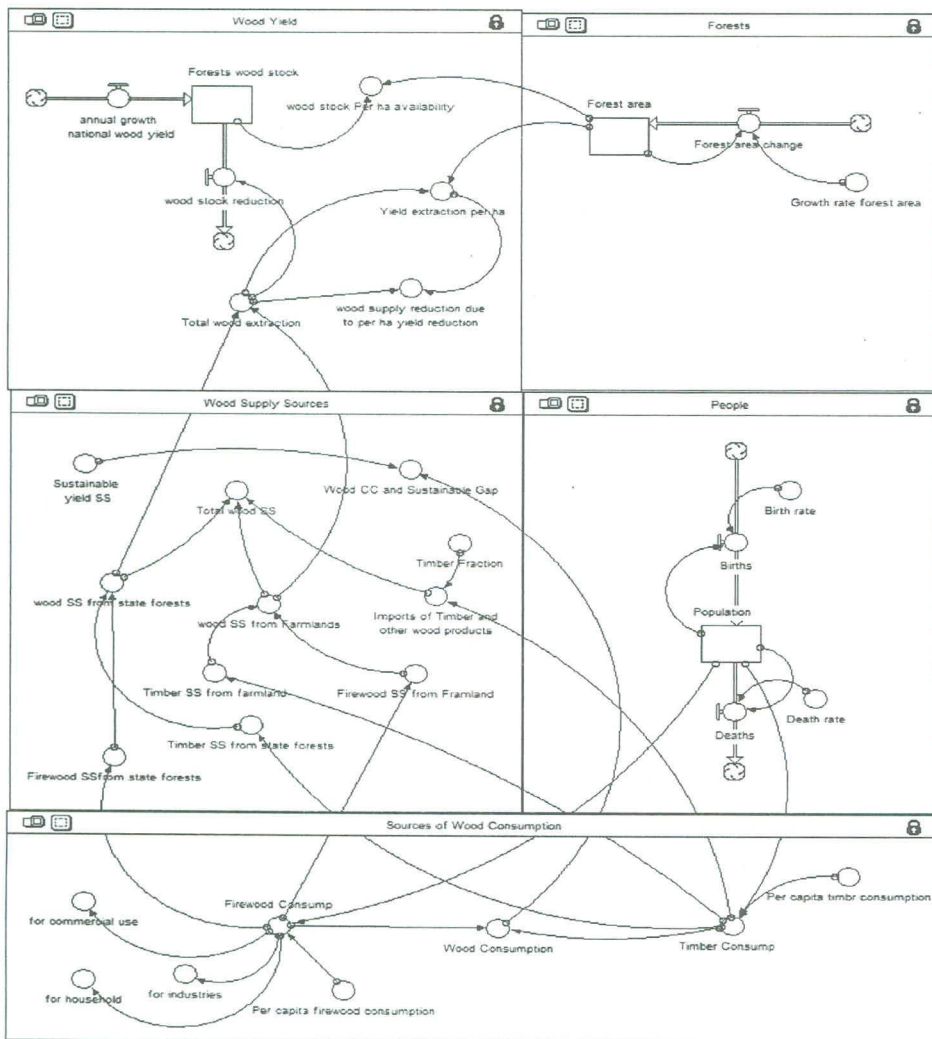 Wood Yield
Forests wood stock
annual growth
national wood yield
wood stock Per ha availability
wood stock reduction
Yield extraction per ha
Total wood extraction
wood supply reduction due
to per ha yield reduction
Forests
Forest area
Forest area change
Growth rate forest area
Wood Supply Sources
Sustainable
yield SS
Wood CC and Sustainable Gap
Total wood SS
Timber Fraction
wood SS from state forests
wood SS from Farmlands
Imports of Timber and
other wood products
Timber SS from farmland
Firewood SS from Framland
Timber SS from state forests
Firewood SSfrom state forests
People
Birth rate
Births
Population
Death rate
Deaths
Sources of Wood Consumption
for commercial use
Firewood Consump
Per capita timbr consumption
Wood Consumption
Timber Consump
for household
for industries
Per capita firewood consumption